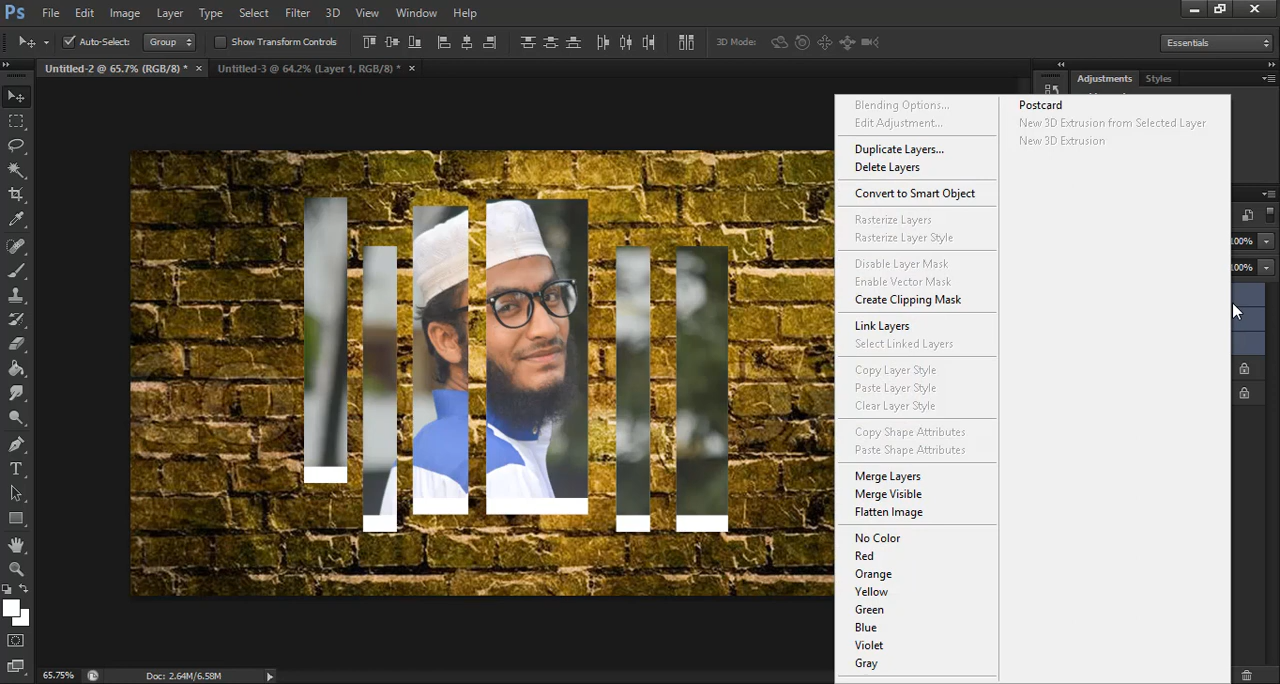 Ps File Edit Image Layer Type Select Filter 3D View Window Help
Auto-Select: Group Show Transform Controls 3D Mode: Essentials
Untitled-2 @ 65.7% (RGB/8) * × Untitled-3 @ 64.2% (Layer 1, RGB/8) * ×
Adjustments Styles
Blending Options...
Edit Adjustment...
Duplicate Layers...
Delete Layers
Convert to Smart Object
Rasterize Layers
Rasterize Layer Style
Disable Layer Mask
Enable Vector Mask
Create Clipping Mask
Link Layers
Select Linked Layers
Copy Layer Style
Paste Layer Style
Clear Layer Style
Copy Shape Attributes
Paste Shape Attributes
Merge Layers
Merge Visible
Flatten Image
No Color
Red
Orange
Yellow
Green
Blue
Violet
Gray
Postcard
New 3D Extrusion from Selected Layer
New 3D Extrusion
100%
100%
65.75% Doc: 2.64M/6.58M